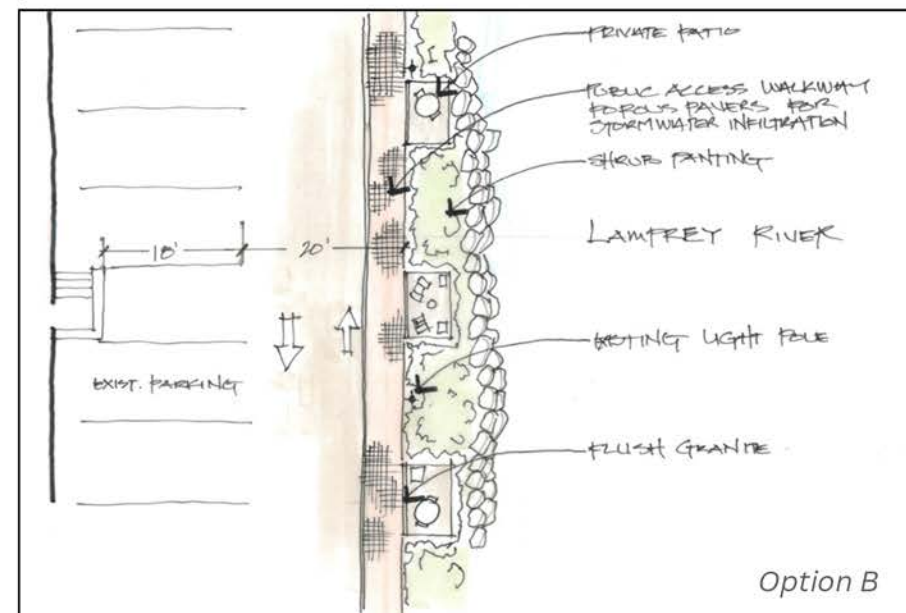 PRIVATE PATIO
PUBLIC ACCESS WALKWAY
POROUS PAVERS FOR
STORMWATER INFILTRATION
SHRUB PANTING
LAMPREY RIVER
18'
20'
EXISTING LIGHT POLE
EXIST. PARKING
FLUSH GRANITE
Option B